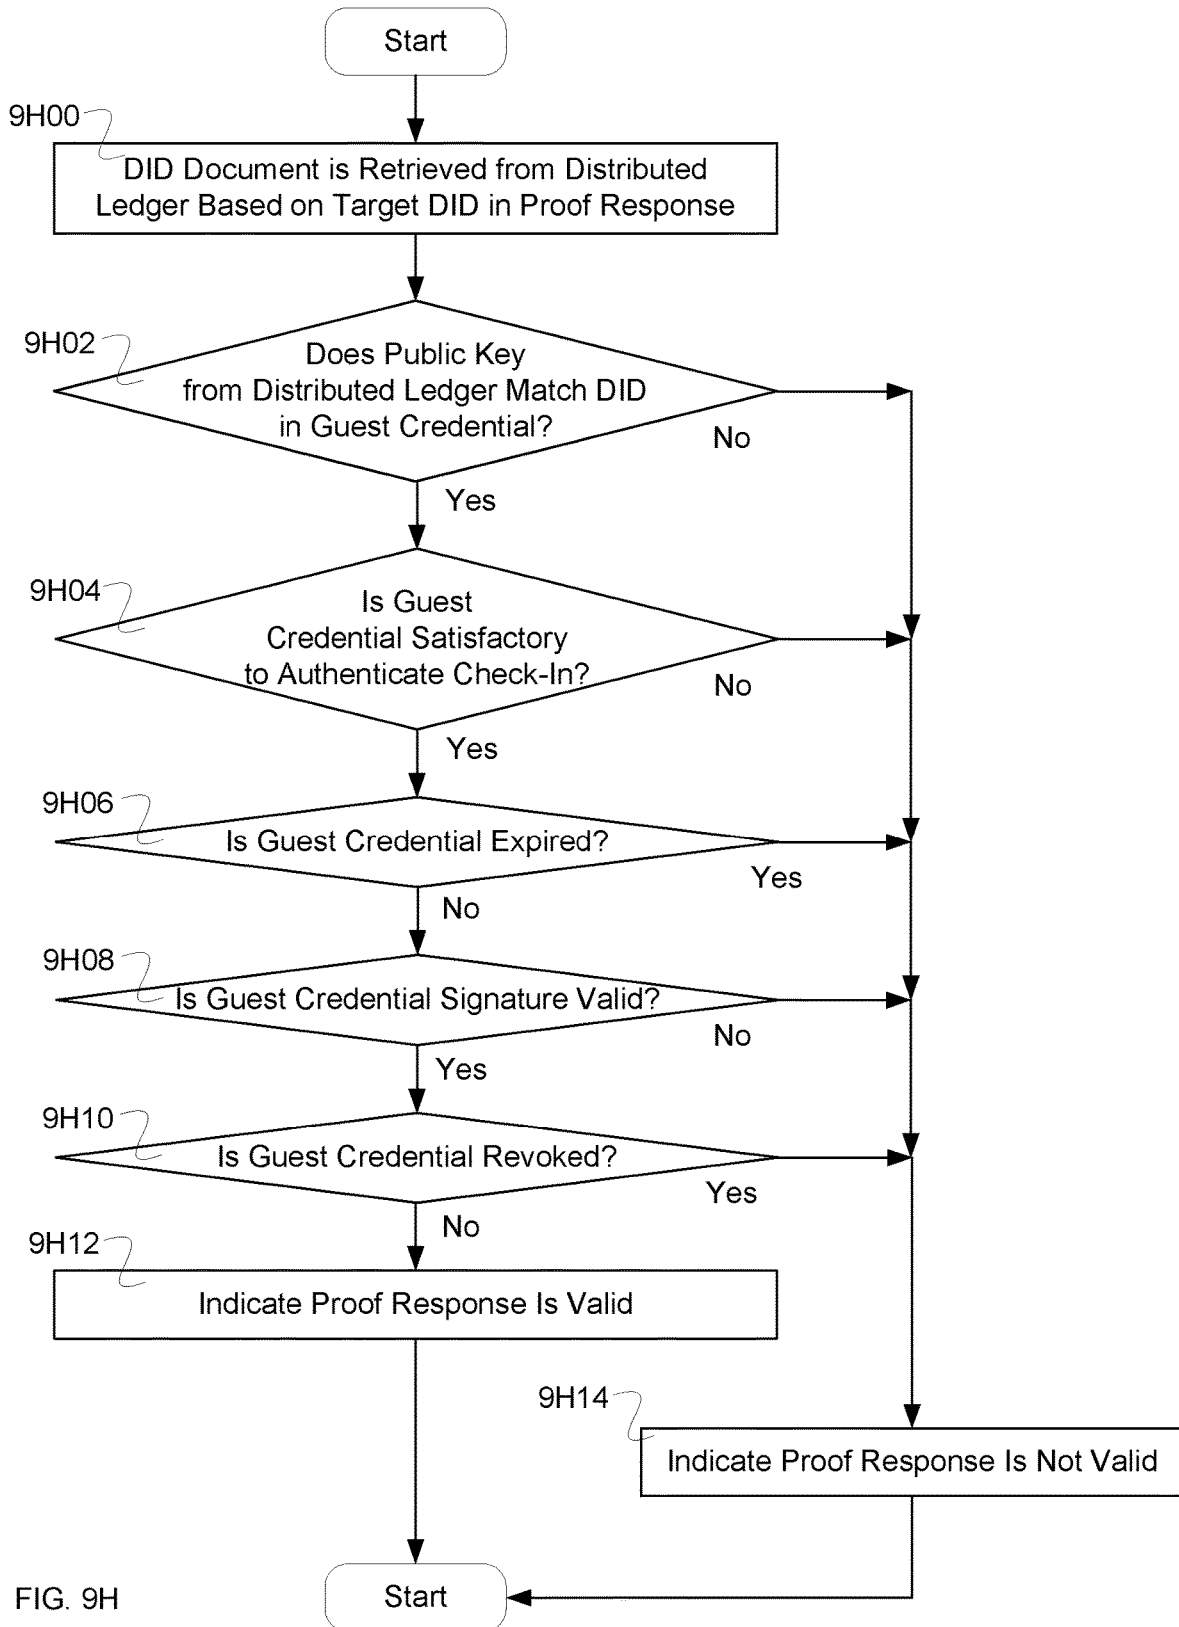 Start
9H00
DID Document is Retrieved from Distributed
Ledger Based on Target DID in Proof Response
9H02
Does Public Key
from Distributed Ledger Match DID
in Guest Credential?
No
Yes
9H04
Is Guest
Credential Satisfactory
to Authenticate Check-In?
No
Yes
9H06
Is Guest Credential Expired?
Yes
No
9H08
Is Guest Credential Signature Valid?
No
Yes
9H10
Is Guest Credential Revoked?
Yes
No
9H12
Indicate Proof Response Is Valid
9H14
Indicate Proof Response Is Not Valid
Start
FIG. 9H